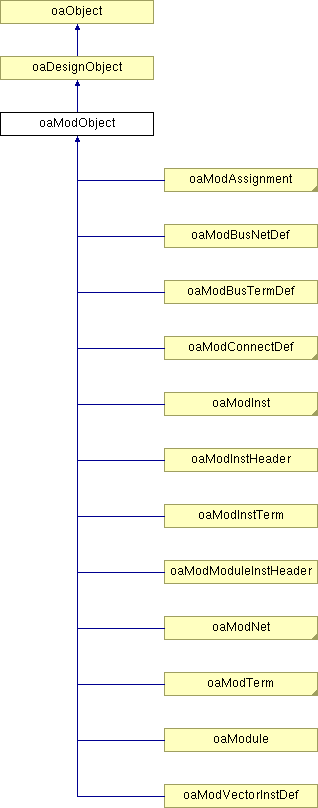 oaObject
oaDesignObject
oaModObject
oaModAssignment
oaModBusNetDef
oaModBusTermDef
oaModConnectDef
oaModInst
oaModInstHeader
oaModInstTerm
oaModModuleInstHeader
oaModNet
oaModTerm
oaModule
oaModVectorInstDef